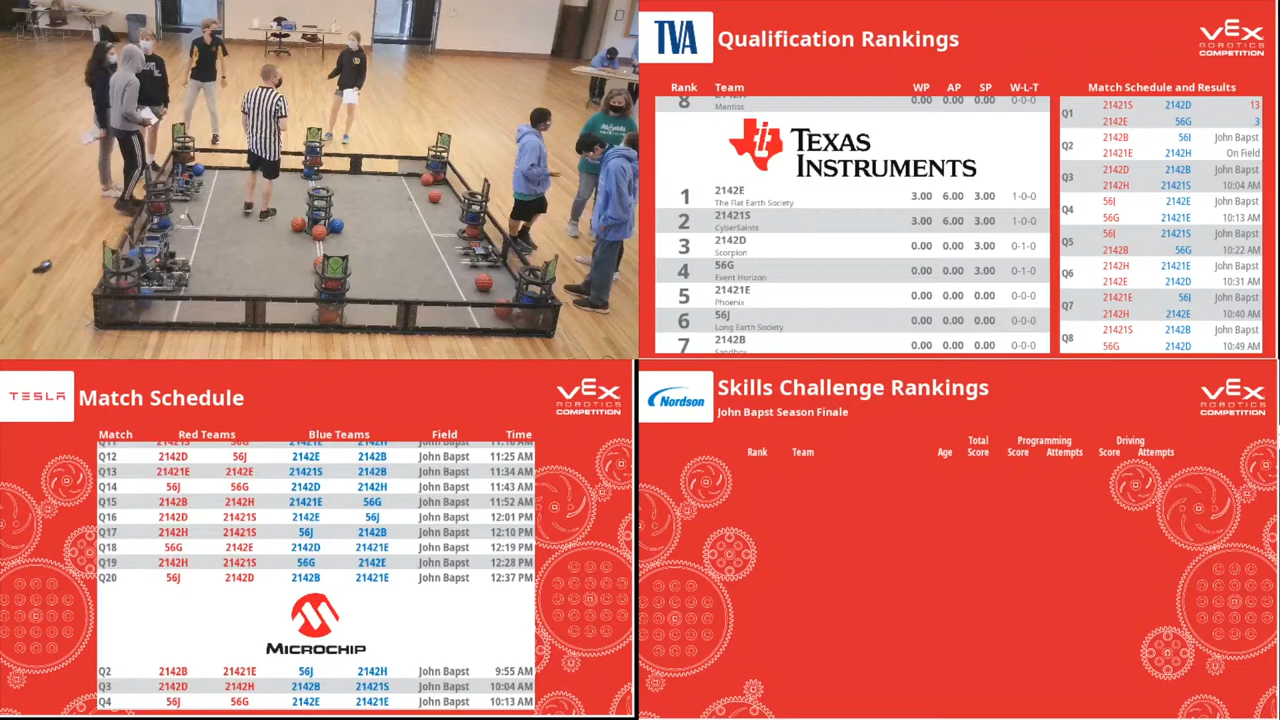 TVA
Qualification Rankings
VEX
ROBOTICS
COMPETITION
Rank Team WP AP SP W-L-T
8 0.00 0.00 0.00 0-0-0
Mantiss
TEXAS
INSTRUMENTS
1 2142E 3.00 6.00 3.00 1-0-0
The Flat Earth Society
2 21421S 3.00 6.00 3.00 1-0-0
CyberSaints
3 2142D 0.00 0.00 3.00 0-1-0
Scorpion
4 56G 0.00 0.00 3.00 0-1-0
Event Horizon
5 21421E 0.00 0.00 0.00 0-0-0
Phoenix
6 56J 0.00 0.00 0.00 0-0-0
Long Earth Society
7 2142B 0.00 0.00 0.00 0-0-0
Sandbox
Match Schedule and Results
Q1 21421S 2142D 13
2142E 56G 3
Q2 2142B 56J John Bapst
21421E 2142H On Field
Q3 2142D 2142B John Bapst
2142H 21421S 10:04 AM
Q4 56J 2142E John Bapst
56G 21421E 10:13 AM
Q5 56J 21421S John Bapst
2142B 56G 10:22 AM
Q6 2142H 21421E John Bapst
2142E 2142D 10:31 AM
Q7 21421E 56J John Bapst
2142H 2142E 10:40 AM
Q8 21421S 2142B John Bapst
56G 2142D 10:49 AM
TESLA
Match Schedule
VEX
ROBOTICS
COMPETITION
Match Red Teams Blue Teams Field Time
Q11 21421S 56G 21421E 2142H John Bapst 11:16 AM
Q12 2142D 56J 2142E 2142B John Bapst 11:25 AM
Q13 21421E 2142E 21421S 2142B John Bapst 11:34 AM
Q14 56J 56G 2142D 2142H John Bapst 11:43 AM
Q15 2142B 2142H 21421E 56G John Bapst 11:52 AM
Q16 2142D 21421S 2142E 56J John Bapst 12:01 PM
Q17 2142H 21421S 56J 2142B John Bapst 12:10 PM
Q18 56G 2142E 2142D 21421E John Bapst 12:19 PM
Q19 2142H 21421S 56G 2142E John Bapst 12:28 PM
Q20 56J 2142D 2142B 21421E John Bapst 12:37 PM
MICROCHIP
Q2 2142B 21421E 56J 2142H John Bapst 9:55 AM
Q3 2142D 2142H 2142B 21421S John Bapst 10:04 AM
Q4 56J 56G 2142E 21421E John Bapst 10:13 AM
Nordson
Skills Challenge Rankings
John Bapst Season Finale
VEX
ROBOTICS
COMPETITION
Total Programming Driving
Rank Team Age Score Score Attempts Score Attempts